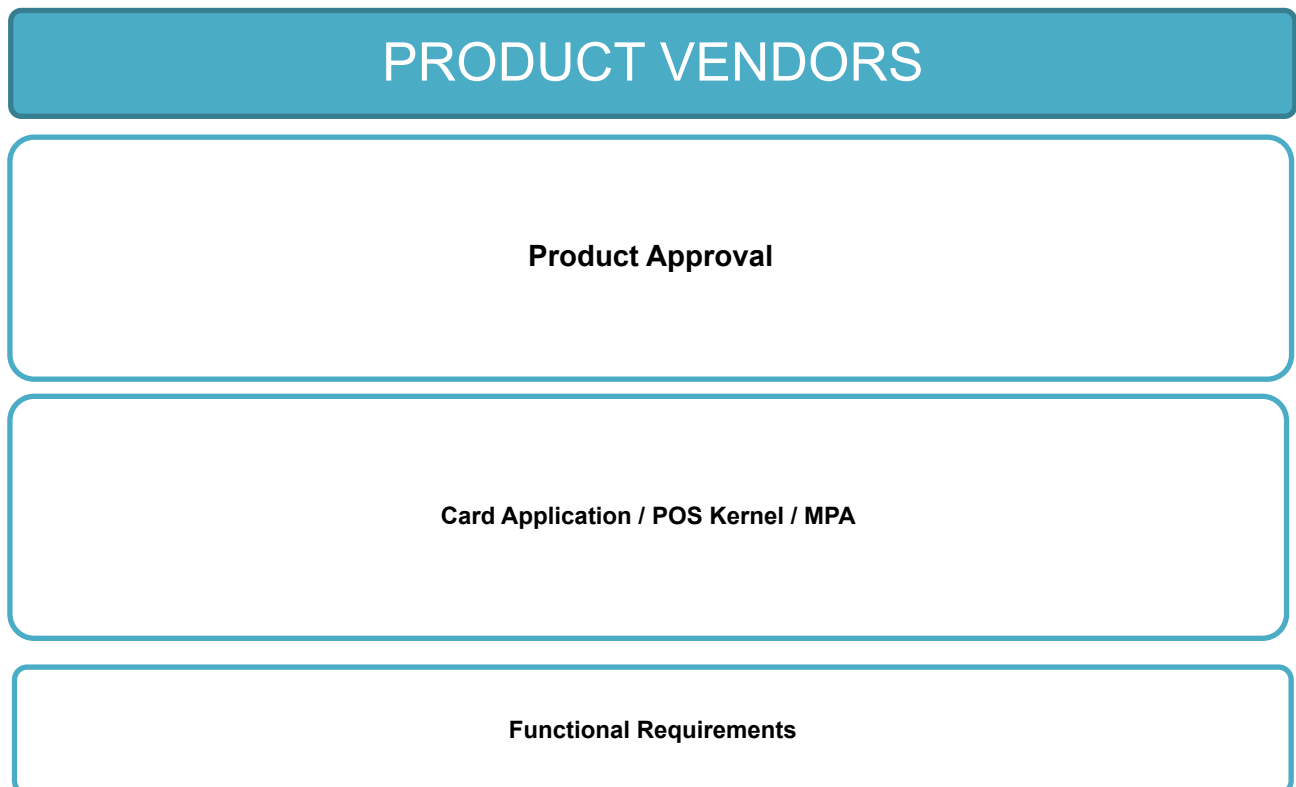 PRODUCT VENDORS
Product Approval
Card Application / POS Kernel / MPA
Functional Requirements